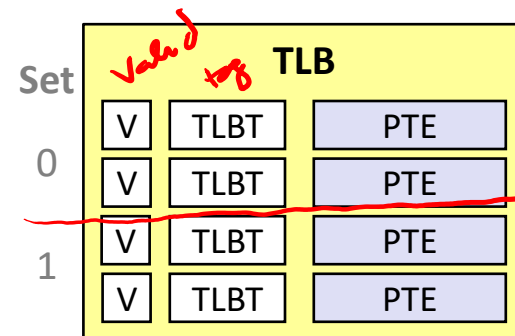 Valid tag TLB
Set
V TLBT PTE
0
V TLBT PTE
V TLBT PTE
1
V TLBT PTE